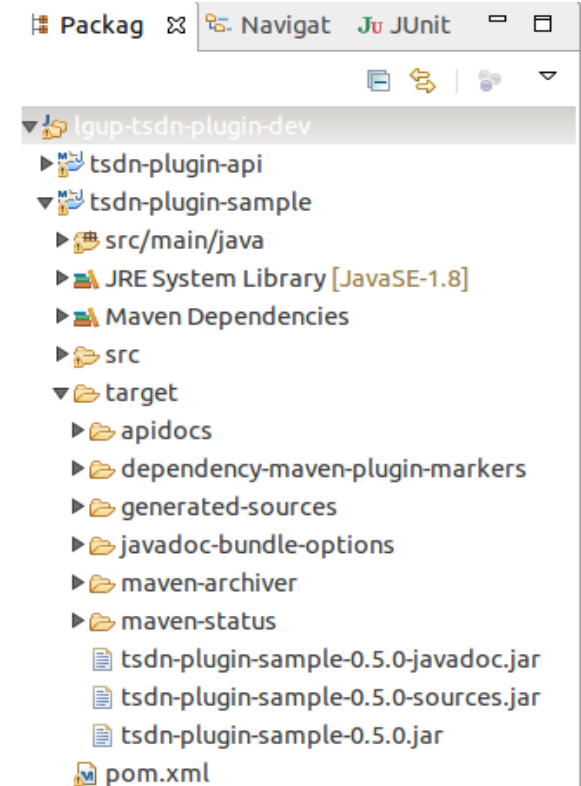 Packag Navigat JU JUnit
lgup-tsdn-plugin-dev
tsdn-plugin-api
tsdn-plugin-sample
src/main/java
JRE System Library [JavaSE-1.8]
Maven Dependencies
src
target
apidocs
dependency-maven-plugin-markers
generated-sources
javadoc-bundle-options
maven-archiver
maven-status
tsdn-plugin-sample-0.5.0-javadoc.jar
tsdn-plugin-sample-0.5.0-sources.jar
tsdn-plugin-sample-0.5.0.jar
pom.xml